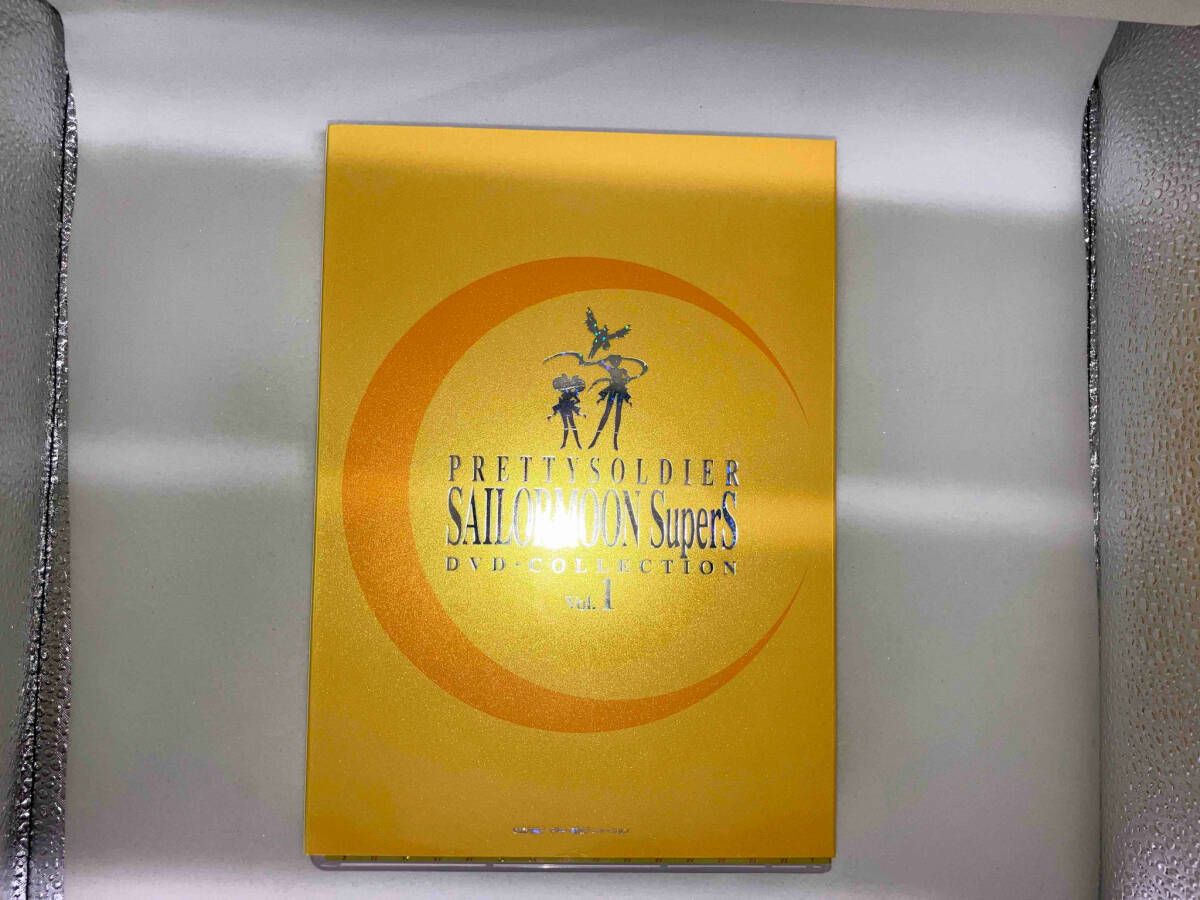 PRETTYSOLDIER
SAILORMOON SuperS
DVD・COLLECTION
Vol. 1